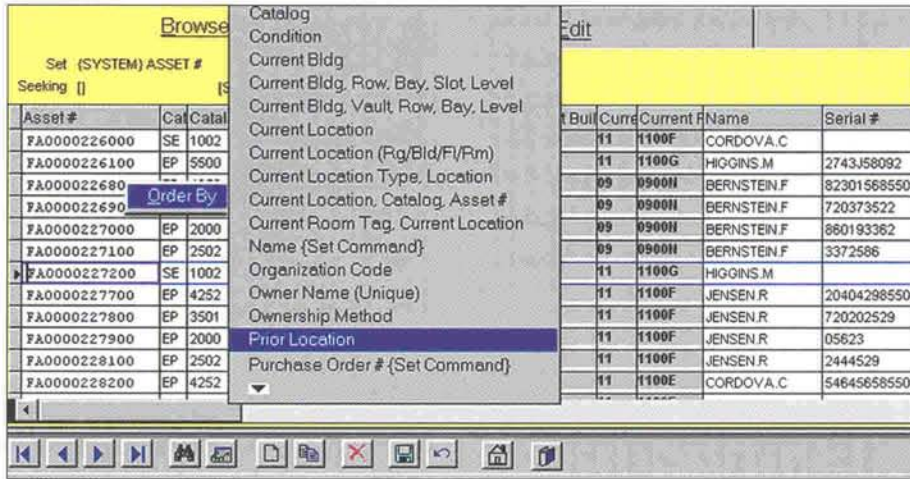 Browse
Edit
Set {SYSTEM} ASSET #
Seeking []
Catalog
Condition
Current Bldg
Current Bldg, Row, Bay, Slot, Level
Current Bldg, Vault, Row, Bay, Level
Current Location
Current Location (Rg/Bld/Fl/Rm)
Current Location Type, Location
Current Location, Catalog, Asset #
Current Room Tag, Current Location
Name {Set Command}
Organization Code
Owner Name (Unique)
Ownership Method
Prior Location
Purchase Order # {Set Command}
Order By
Asset # Cat Catal t Buil Curre Current F Name Serial #
FA0000226000 SE 1002 11 1100F CORDOVA.C
FA0000226100 EP 5500 11 1100G HIGGINS.M 2743J58092
FA000022680 09 0900N BERNSTEIN.F 82301568550
FA000022690 09 0900N BERNSTEIN.F 720373522
FA0000227000 EP 2000 09 0900N BERNSTEIN.F 860193362
FA0000227100 EP 2502 09 0900N BERNSTEIN.F 3372586
FA0000227200 SE 1002 11 1100G HIGGINS.M
FA0000227700 EP 4252 11 1100F JENSEN.R 20404298550
FA0000227800 EP 3501 11 1100F JENSEN.R 720202529
FA0000227900 EP 2000 11 1100F JENSEN.R 05623
FA0000228100 EP 2502 11 1100F JENSEN.R 2444529
FA0000228200 EP 4252 11 1100E CORDOVA.C 54645658550